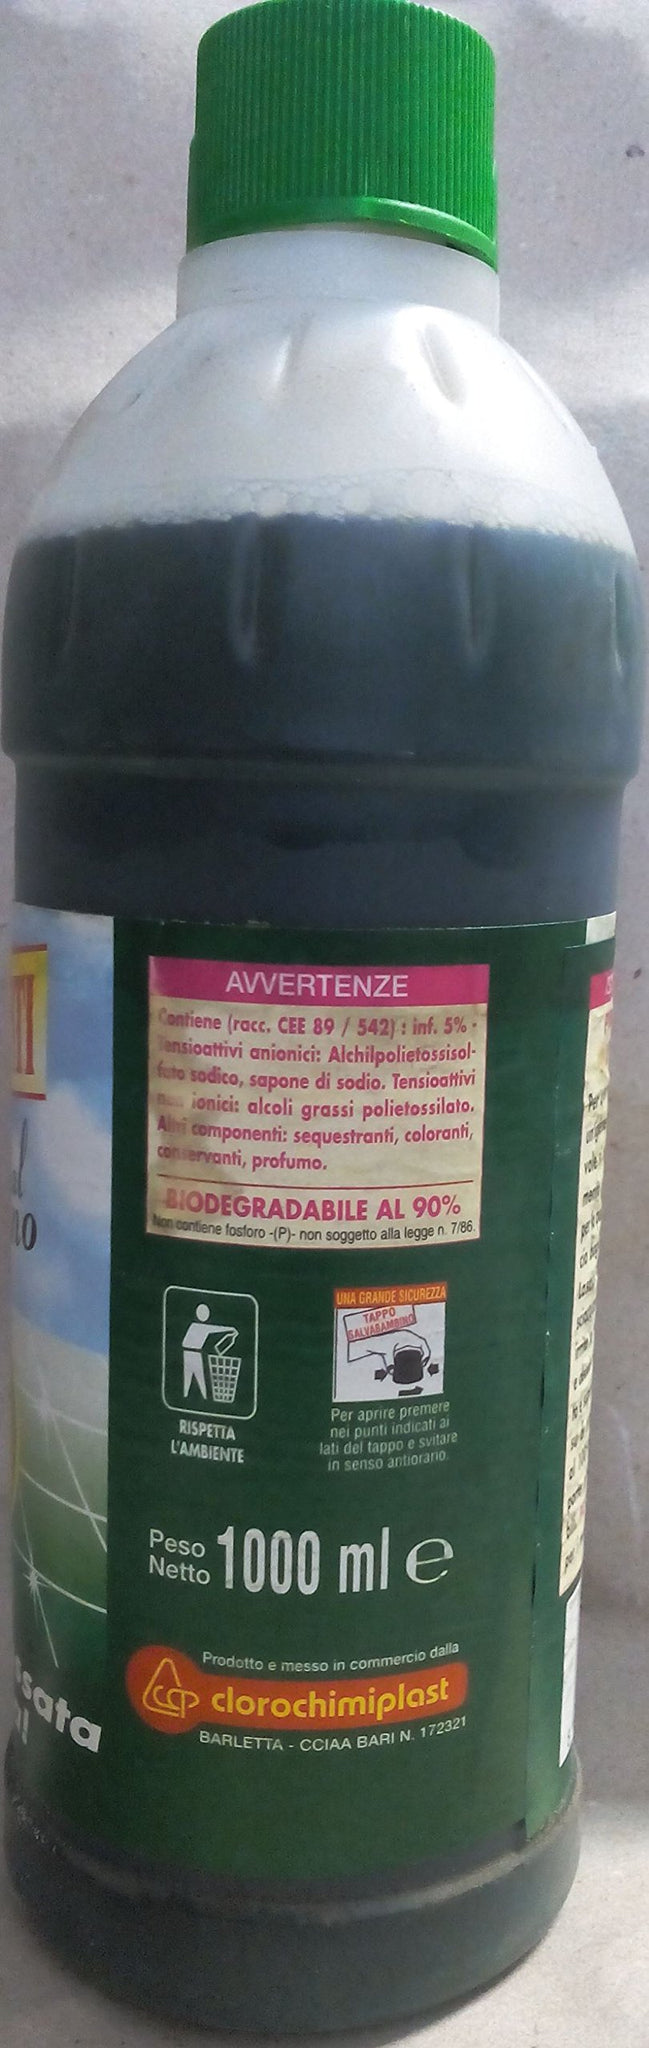 AVVERTENZE
Contiene (racc. CEE 89 / 542) : inf. 5% -
Tensioattivi anionici: Alchilpolietossisol-
fato sodico, sapone di sodio. Tensioattivi
ionici: alcoli grassi polietossilato.
Altri componenti: sequestranti, coloranti,
conservanti, profumo.
BIODEGRADABILE AL 90%
Non contiene fosforo -(P)- non soggetto alla legge n. 7/86.
RISPETTA
L'AMBIENTE
UNA GRANDE SICUREZZA
TAPPO
SALVABAMBINO
Per aprire premere
nei punti indicati ai
lati del tappo e svitare
in senso antiorario.
Peso
Netto 1000 ml e
Prodotto e messo in commercio dalla
ccp clorochimiplast
BARLETTA - CCIAA BARI N. 172321